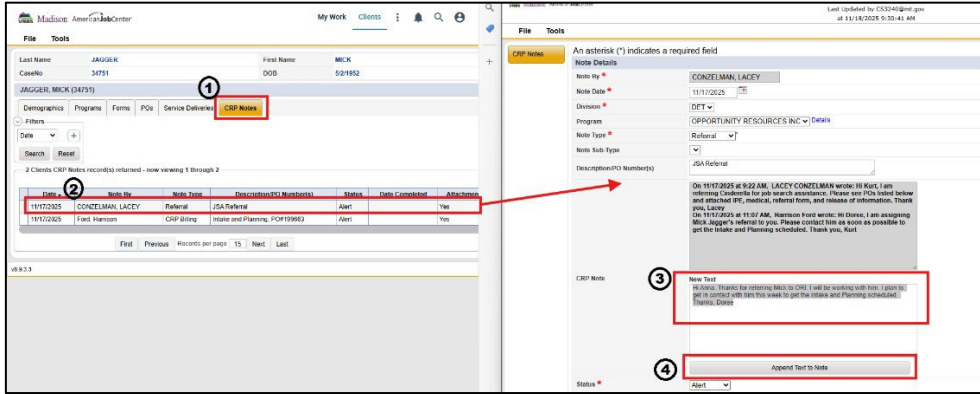 Madison AmericanJobCenter
My Work Clients
File Tools
Last Name JAGGER First Name MICK
CaseNo 34751 DOB 5/2/1952
JAGGER, MICK (34751)
1
Demographics Programs Forms POs Service Deliveries CRP Notes
Filters
Date
Search Reset
2 Clients CRP Notes record(s) returned - now viewing 1 through 2
2
Date Note By Note Type Description/PO Number(s) Status Date Completed Attachmen
11/17/2025 CONZELMAN, LACEY Referral JSA Referral Alert Yes
11/17/2025 Ford, Harrison CRP Billing Intake and Planning, PO#199663 Alert Yes
First Previous Records per page 15 Next Last
v8.9.3.3
Last Updated by CS3240@mt.gov
at 11/18/2025 9:30:41 AM
File Tools
CRP Notes
An asterisk (*) indicates a required field
Note Details
Note By * CONZELMAN, LACEY
Note Date * 11/17/2025
Division * DET
Program OPPORTUNITY RESOURCES INC Details
Note Type * Referral
Note Sub-Type
Description/PO Number(s) JSA Referral
On 11/17/2025 at 9:22 AM, LACEY CONZELMAN wrote: Hi Kurt, I am
referring Cinderella for job search assistance. Please see POs listed below
and attached IPE, medical, referral form, and release of information. Thank
you, Lacey
On 11/17/2025 at 11:07 AM, Harrison Ford wrote: Hi Doree, I am assigning
Mick Jagger's referral to you. Please contact him as soon as possible to
get the Intake and Planning scheduled. Thank you, Kurt
CRP Note
3
New Text
Hi Anna, Thanks for referring Mick to ORI. I will be working with him. I plan to
get in contact with him this week to get the Intake and Planning scheduled.
Thanks, Doree
4
Append Text to Note
Status * Alert